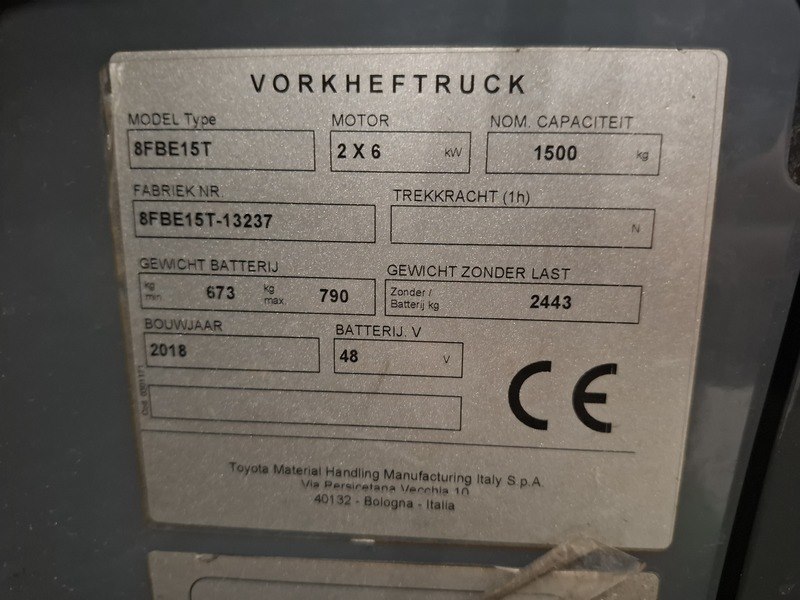 VORKHEFTRUCK
MODEL Type MOTOR NOM. CAPACITEIT
8FBE15T 2 X 6 kW 1500 kg
FABRIEK NR. TREKKRACHT (1h)
8FBE15T-13237 N
GEWICHT BATTERIJ GEWICHT ZONDER LAST
kg min 673 kg max 790 Zonder / Batterij kg 2443
BOUWJAAR BATTERIJ. V
2018 48 V
CE
Toyota Material Handling Manufacturing Italy S.p.A.
Via Persicetana Vecchia 10
40132 - Bologna - Italia